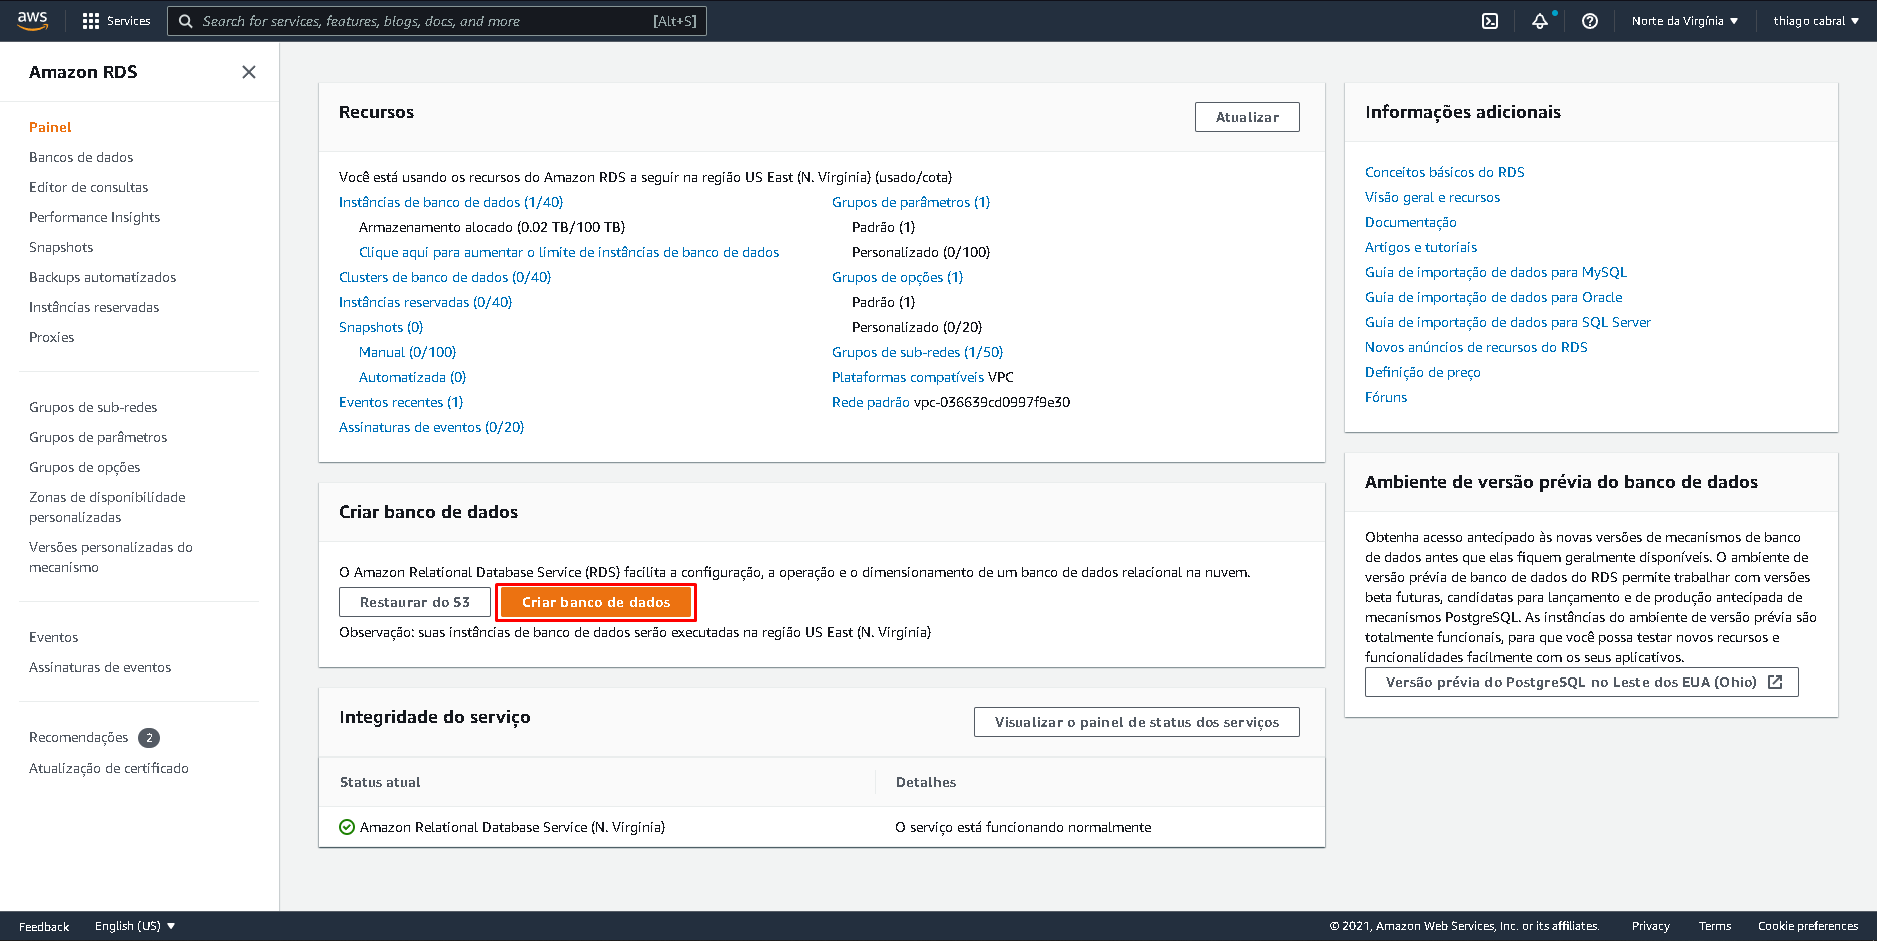 aws
Services
Search for services, features, blogs, docs, and more
[Alt+S]
Norte da Virgínia
thiago cabral
Amazon RDS
Painel
Bancos de dados
Editor de consultas
Performance Insights
Snapshots
Backups automatizados
Instâncias reservadas
Proxies
Grupos de sub-redes
Grupos de parâmetros
Grupos de opções
Zonas de disponibilidade
personalizadas
Versões personalizadas do
mecanismo
Eventos
Assinaturas de eventos
Recomendações 2
Atualização de certificado
Recursos
Atualizar
Você está usando os recursos do Amazon RDS a seguir na região US East (N. Virginia) (usado/cota)
Instâncias de banco de dados (1/40)
Armazenamento alocado (0.02 TB/100 TB)
Clique aqui para aumentar o limite de instâncias de banco de dados
Clusters de banco de dados (0/40)
Instâncias reservadas (0/40)
Snapshots (0)
Manual (0/100)
Automatizada (0)
Eventos recentes (1)
Assinaturas de eventos (0/20)
Grupos de parâmetros (1)
Padrão (1)
Personalizado (0/100)
Grupos de opções (1)
Padrão (1)
Personalizado (0/20)
Grupos de sub-redes (1/50)
Plataformas compatíveis VPC
Rede padrão vpc-036639cd0997f9e30
Criar banco de dados
O Amazon Relational Database Service (RDS) facilita a configuração, a operação e o dimensionamento de um banco de dados relacional na nuvem.
Restaurar do S3
Criar banco de dados
Observação: suas instâncias de banco de dados serão executadas na região US East (N. Virginia)
Integridade do serviço
Visualizar o painel de status dos serviços
Status atual
Detalhes
Amazon Relational Database Service (N. Virginia)
O serviço está funcionando normalmente
Informações adicionais
Conceitos básicos do RDS
Visão geral e recursos
Documentação
Artigos e tutoriais
Guia de importação de dados para MySQL
Guia de importação de dados para Oracle
Guia de importação de dados para SQL Server
Novos anúncios de recursos do RDS
Definição de preço
Fóruns
Ambiente de versão prévia do banco de dados
Obtenha acesso antecipado às novas versões de mecanismos de banco
de dados antes que elas fiquem geralmente disponíveis. O ambiente de
versão prévia de banco de dados do RDS permite trabalhar com versões
beta futuras, candidatas para lançamento e de produção antecipada de
mecanismos PostgreSQL. As instâncias do ambiente de versão prévia são
totalmente funcionais, para que você possa testar novos recursos e
funcionalidades facilmente com os seus aplicativos.
Versão prévia do PostgreSQL no Leste dos EUA (Ohio)
Feedback
English (US)
© 2021, Amazon Web Services, Inc. or its affiliates.
Privacy
Terms
Cookie preferences